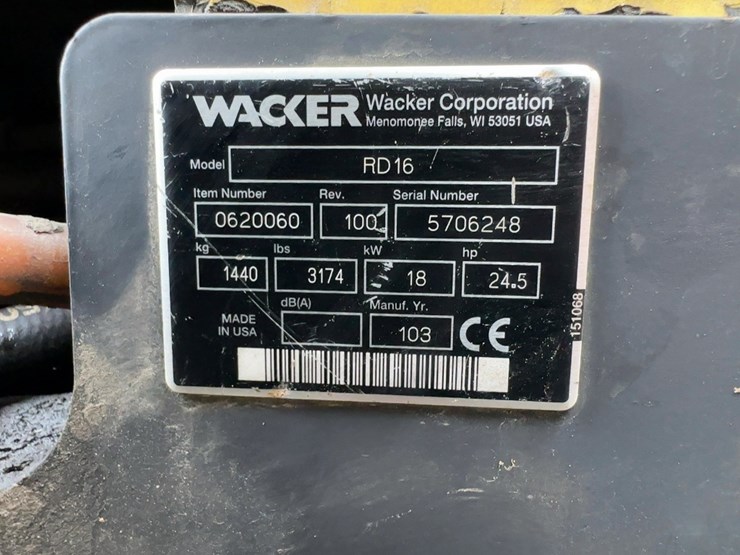 WACKER Wacker Corporation
Menomonee Falls, WI 53051 USA
Model RD16
Item Number Rev. Serial Number
0620060 100 5706248
kg lbs kW hp
1440 3174 18 24.5
dB(A) Manuf. Yr.
MADE
IN USA 103 CE
151068